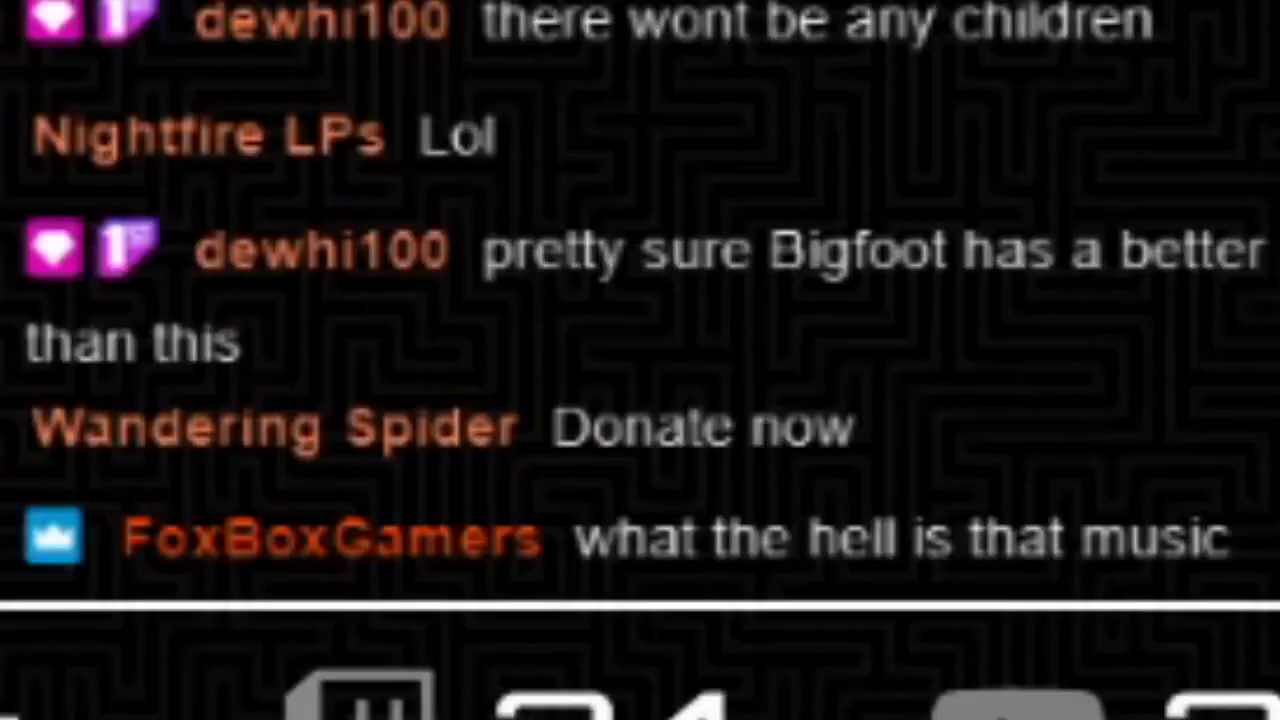 dewhi100 there wont be any children
Nightfire LPs Lol
dewhi100 pretty sure Bigfoot has a better
than this
Wandering Spider Donate now
FoxBoxGamers what the hell is that music